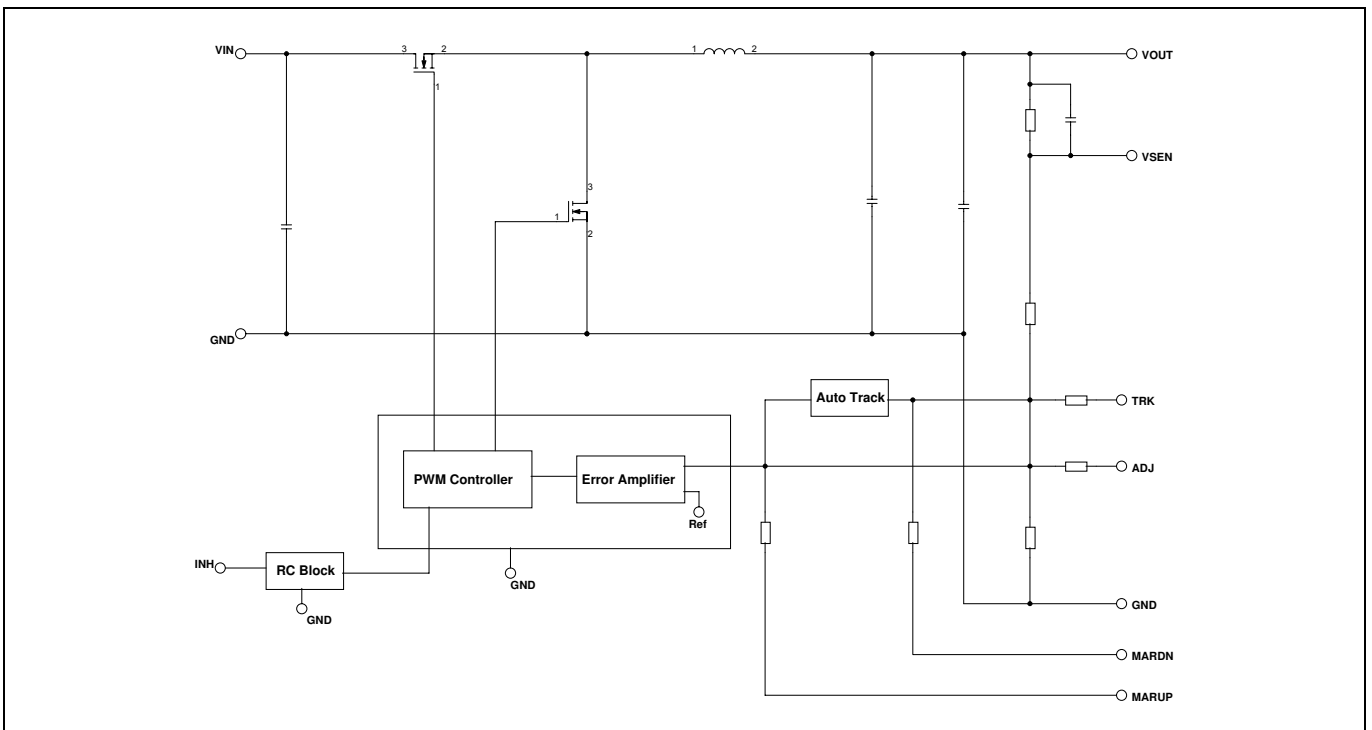 VIN
3 2
1
1 2
VOUT
VSEN
3
1
2
GND
Auto Track
TRK
PWM Controller
Error Amplifier
ADJ
Ref
INH
RC Block
GND
GND
GND
MARDN
MARUP